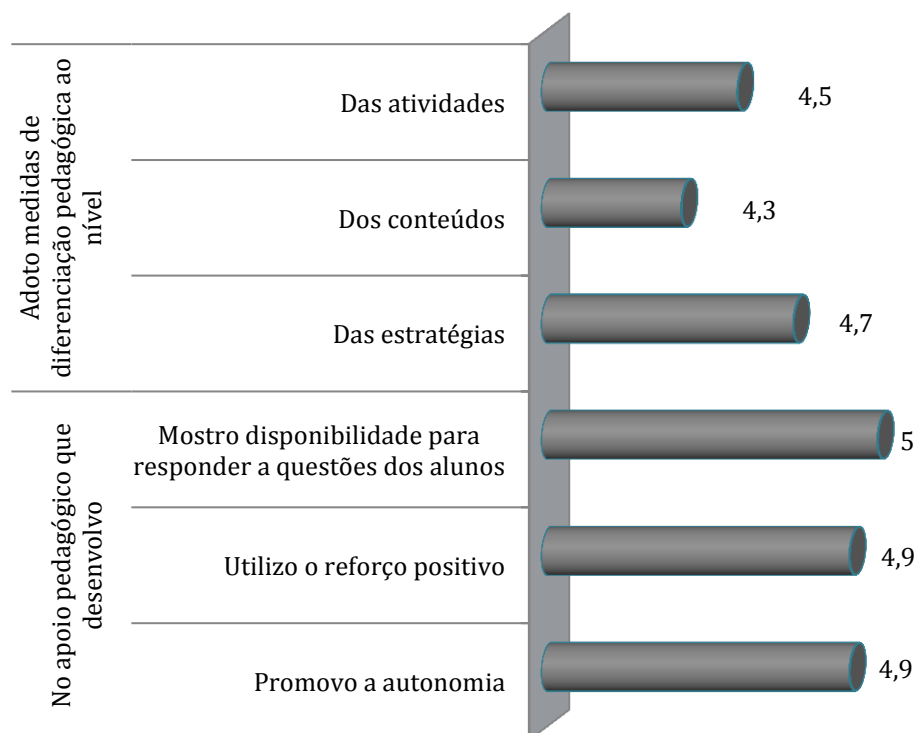 Adoto medidas de
diferenciação pedagógica ao
nível
Das atividades
4,5
Dos conteúdos
4,3
Das estratégias
4,7
No apoio pedagógico que
desenvolvo
Mostro disponibilidade para
responder a questões dos alunos
5
Utilizo o reforço positivo
4,9
Promovo a autonomia
4,9